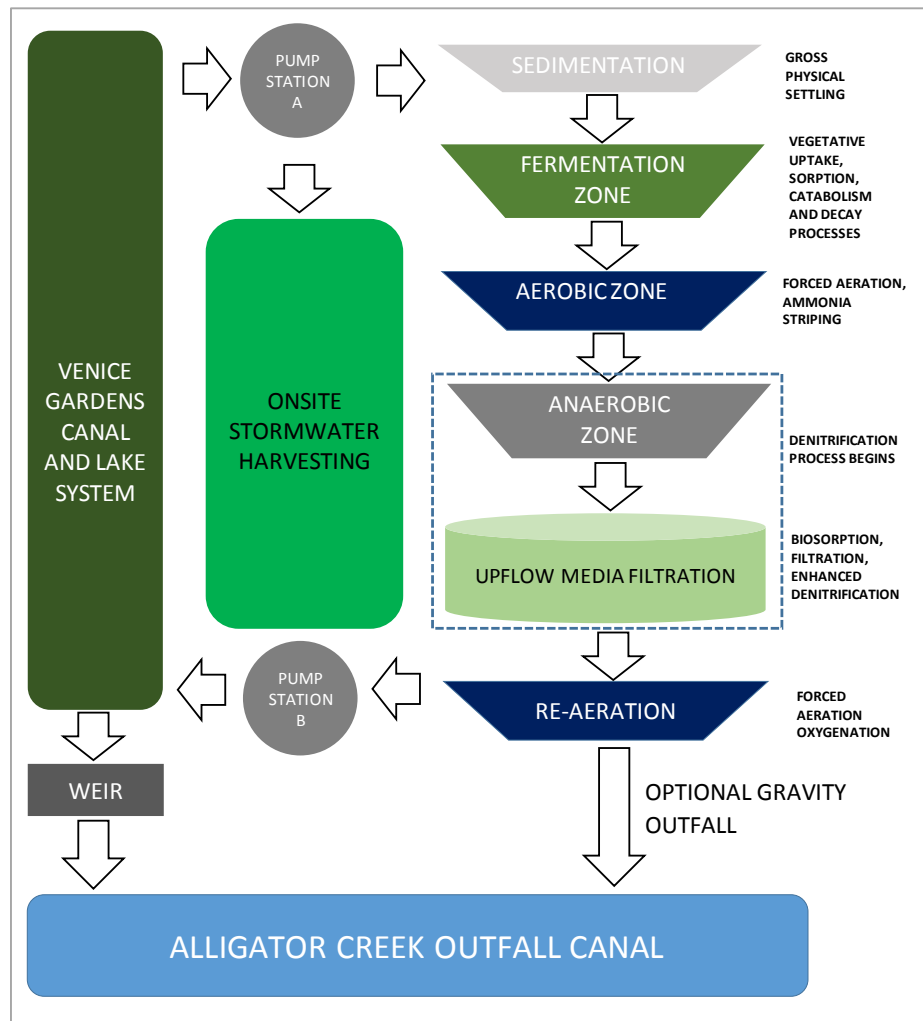 PUMP
STATION
A
SEDIMENTATION
GROSS
PHYSICAL
SETTLING
FERMENTATION
ZONE
VEGETATIVE
UPTAKE,
SORPTION,
CATABOLISM
AND DECAY
PROCESSES
AEROBIC ZONE
FORCED AERATION,
AMMONIA
STRIPING
VENICE
GARDENS
CANAL
AND LAKE
SYSTEM
ONSITE
STORMWATER
HARVESTING
ANAEROBIC
ZONE
DENITRIFICATION
PROCESS BEGINS
UPFLOW MEDIA FILTRATION
BIOSORPTION,
FILTRATION,
ENHANCED
DENITRIFICATION
PUMP
STATION
B
RE-AERATION
FORCED
AERATION
OXYGENATION
WEIR
OPTIONAL GRAVITY
OUTFALL
ALLIGATOR CREEK OUTFALL CANAL